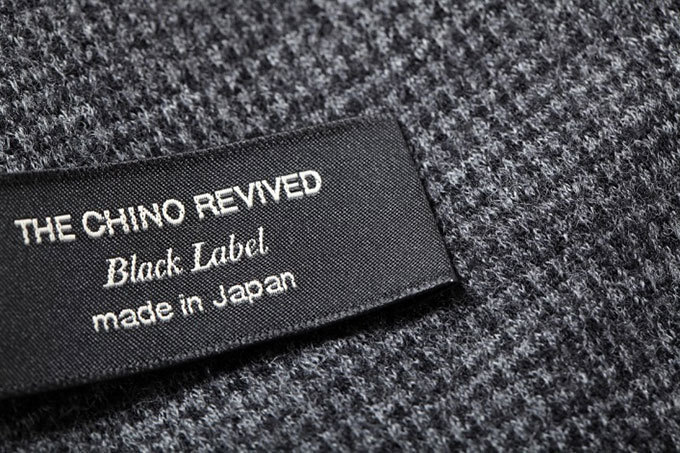 THE CHINO REVIVED
Black Label
made in Japan